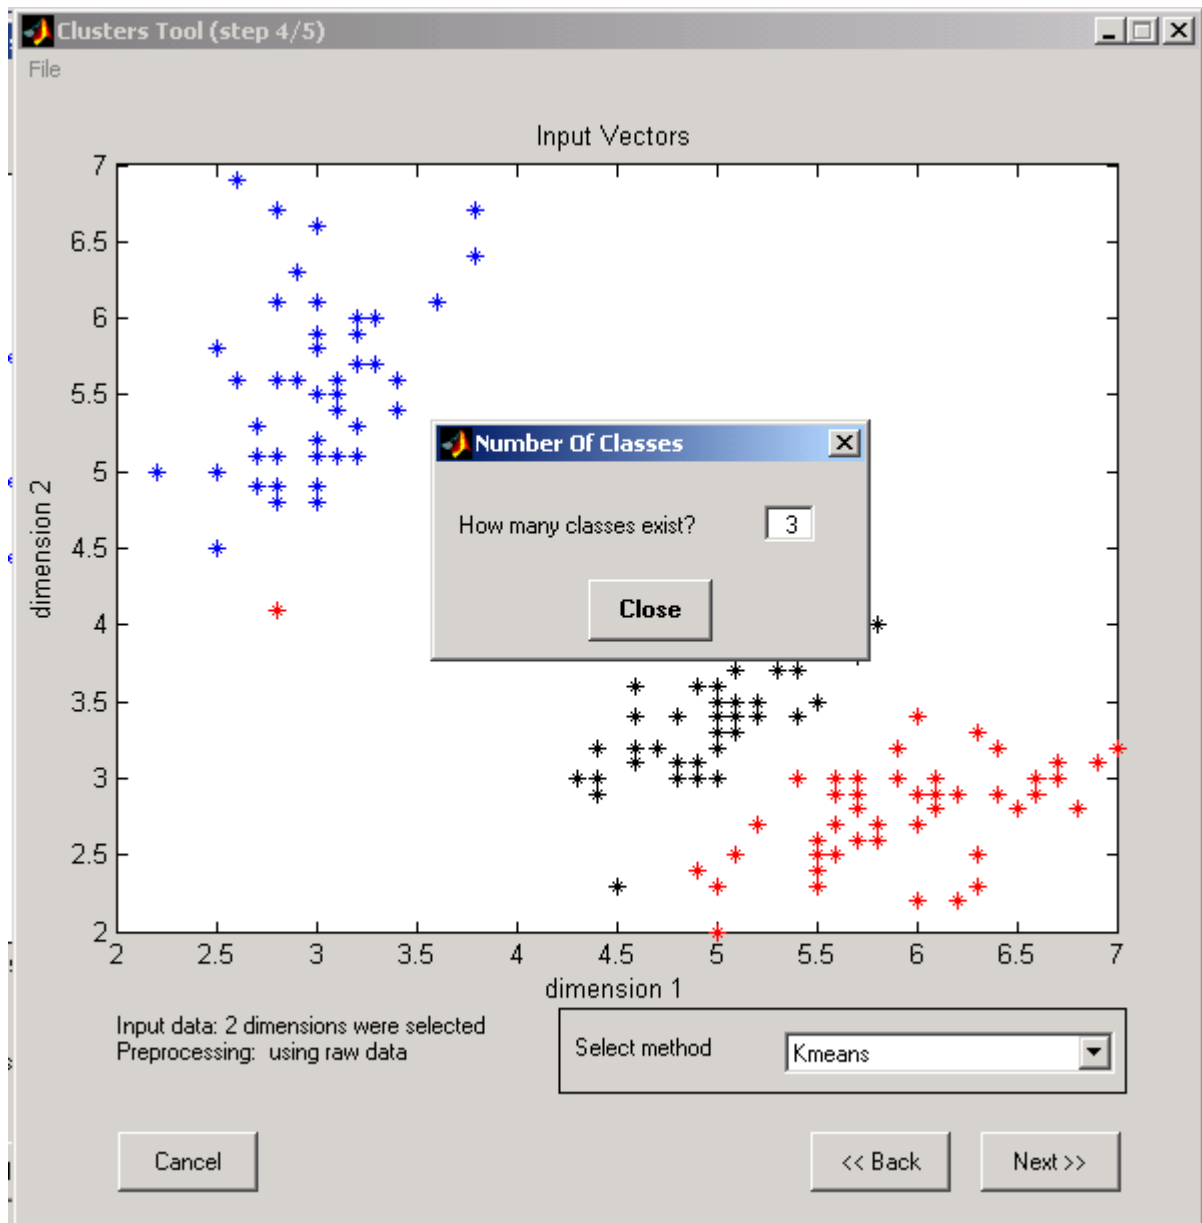 Clusters Tool (step 4/5)
File
Input Vectors
7
6.5
6
5.5
5
4.5
4
3.5
3
2.5
2
dimension 2
Number Of Classes
How many classes exist? 3
Close
2 2.5 3 3.5 4 4.5 5 5.5 6 6.5 7
dimension 1
Input data: 2 dimensions were selected
Preprocessing: using raw data
Select method Kmeans
Cancel << Back Next >>